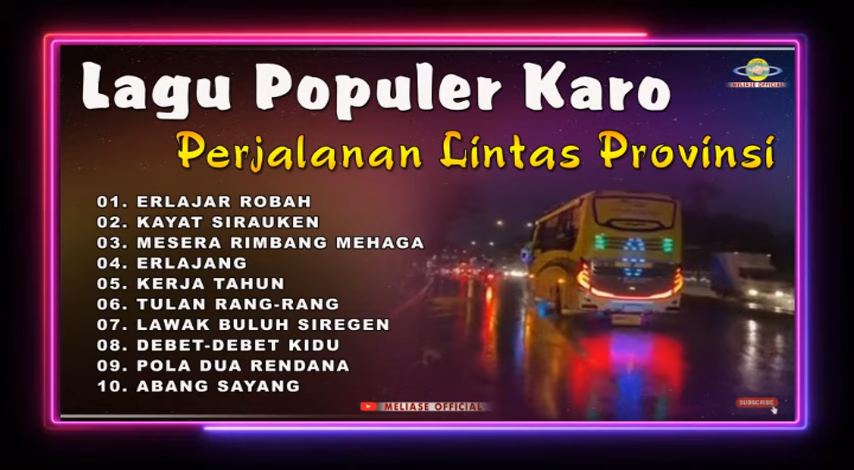 Lagu Populer Karo
MELIASE OFFICIAL
Perjalanan Lintas Provinsi
01. ERLAJAR ROBAH
02. KAYAT SIRAUKEN
03. MESERA RIMBANG MEHAGA
04. ERLAJANG
05. KERJA TAHUN
06. TULAN RANG-RANG
07. LAWAK BULUH SIREGEN
08. DEBET-DEBET KIDU
09. POLA DUA RENDANA
10. ABANG SAYANG
MELIASE OFFICIAL
SUBSCRIBE